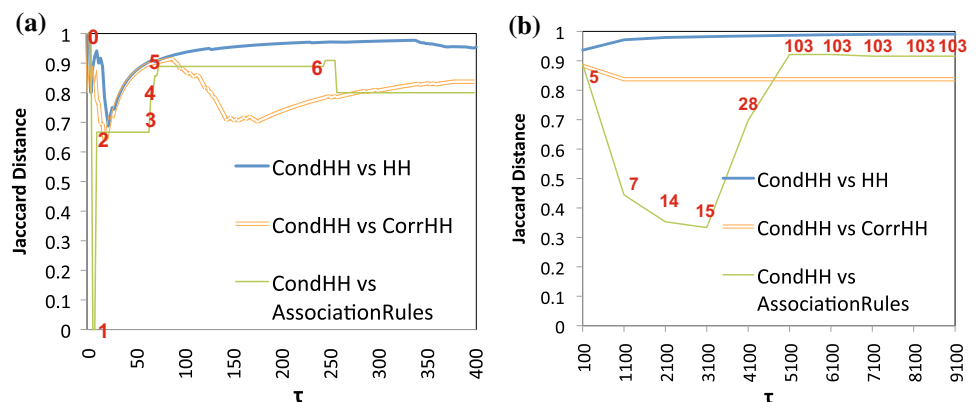 (a)
Jaccard Distance
1
0.9
0.8
0.7
0.6
0.5
0.4
0.3
0.2
0.1
0
0
1
2
3
4
5
6
CondHH vs HH
CondHH vs CorrHH
CondHH vs
AssociationRules
0 50 100 150 200 250 300 350 400
τ
(b)
Jaccard Distance
1
0.9
0.8
0.7
0.6
0.5
0.4
0.3
0.2
0.1
0
5
7
14
15
28
103 103 103 103 103
CondHH vs HH
CondHH vs CorrHH
CondHH vs
AssociationRules
100 1100 2100 3100 4100 5100 6100 7100 8100 9100
τ